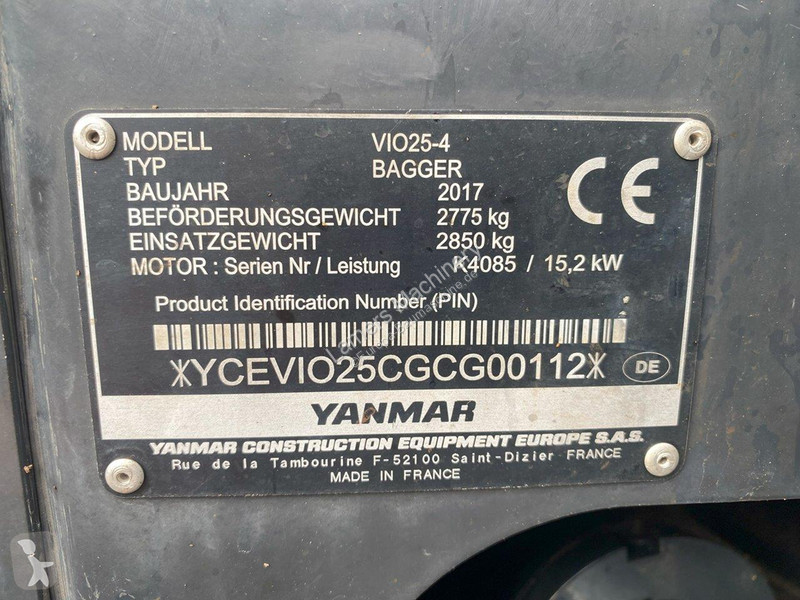 MODELL VIO25-4
TYP BAGGER
BAUJAHR 2017
BEFÖRDERUNGSGEWICHT 2775 kg
EINSATZGEWICHT 2850 kg
MOTOR : Serien Nr / Leistung K4085 / 15,2 kW
CE
Product Identification Number (PIN)
*YCEVIO25CGCG00112* DE
YANMAR
YANMAR CONSTRUCTION EQUIPMENT EUROPE S.A.S.
Rue de la Tambourine F-52100 Saint-Dizier FRANCE
MADE IN FRANCE
Lamers Machinery